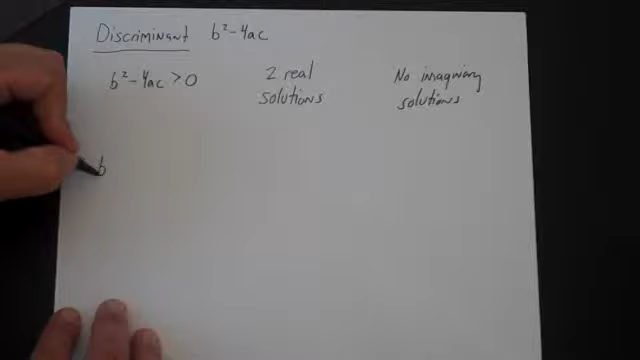 Discriminant b²-4ac
b²-4ac>0 2 real solutions No imaginary solutions
b